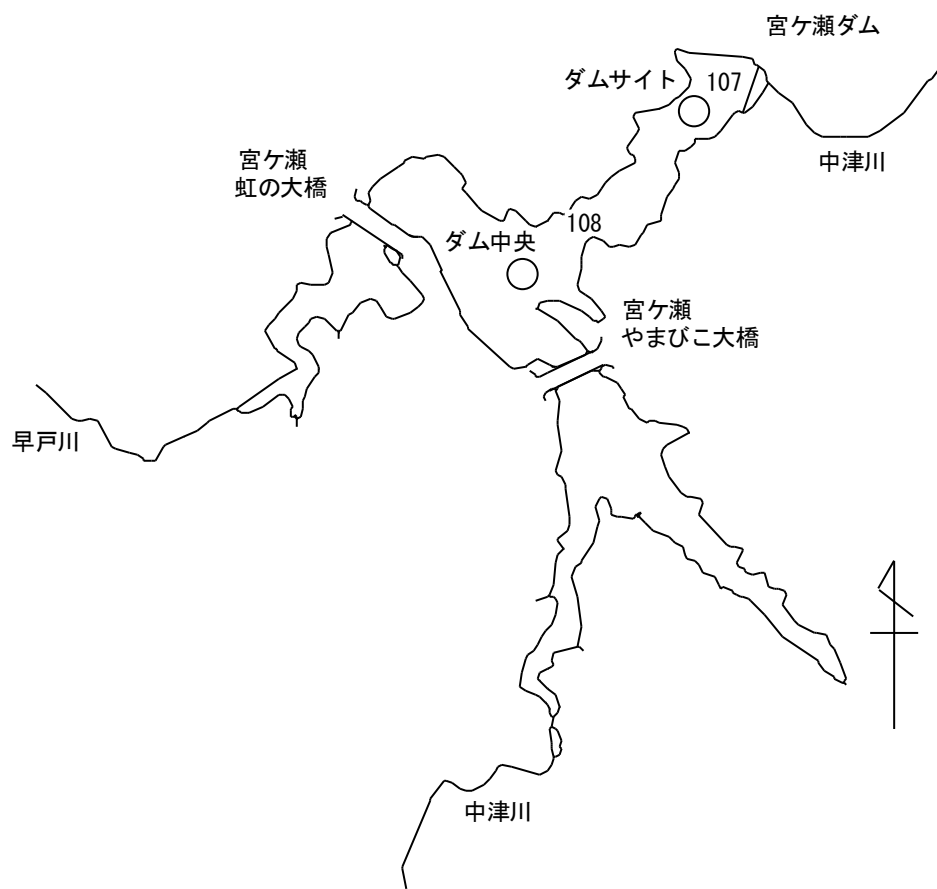 宮ケ瀬ダム
ダムサイト
107
中津川
宮ケ瀬
虹の大橋
108
ダム中央
宮ケ瀬
やまびこ大橋
早戸川
中津川